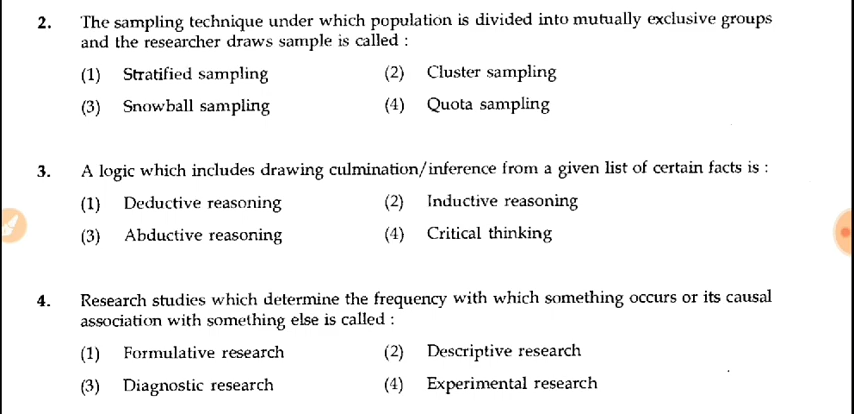 2. The sampling technique under which population is divided into mutually exclusive groups
and the researcher draws sample is called :
(1) Stratified sampling (2) Cluster sampling
(3) Snowball sampling (4) Quota sampling
3. A logic which includes drawing culmination/inference from a given list of certain facts is :
(1) Deductive reasoning (2) Inductive reasoning
(3) Abductive reasoning (4) Critical thinking
4. Research studies which determine the frequency with which something occurs or its causal
association with something else is called :
(1) Formulative research (2) Descriptive research
(3) Diagnostic research (4) Experimental research